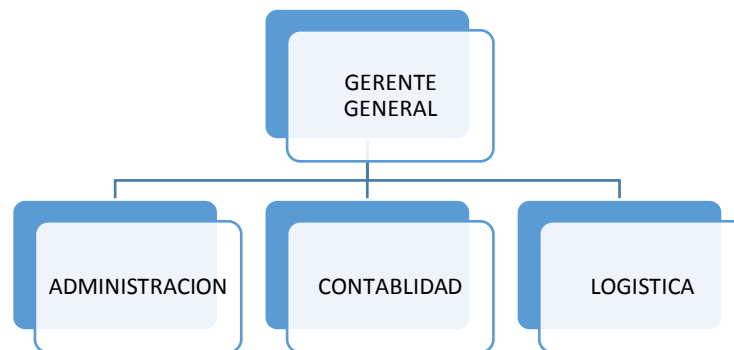 GERENTE
GENERAL
ADMINISTRACION
CONTABLIDAD
LOGISTICA